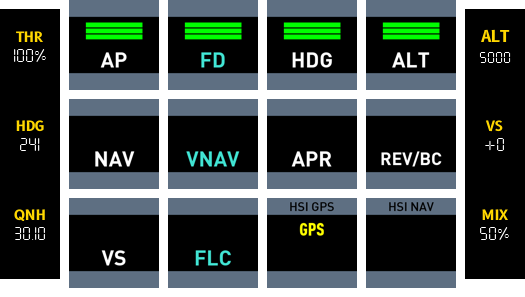 THR
100%
HDG
241
QNH
30.10
AP
FD
HDG
ALT
NAV
VNAV
APR
REV/BC
VS
FLC
HSI GPS
GPS
HSI NAV
ALT
5000
VS
+0
MIX
50%